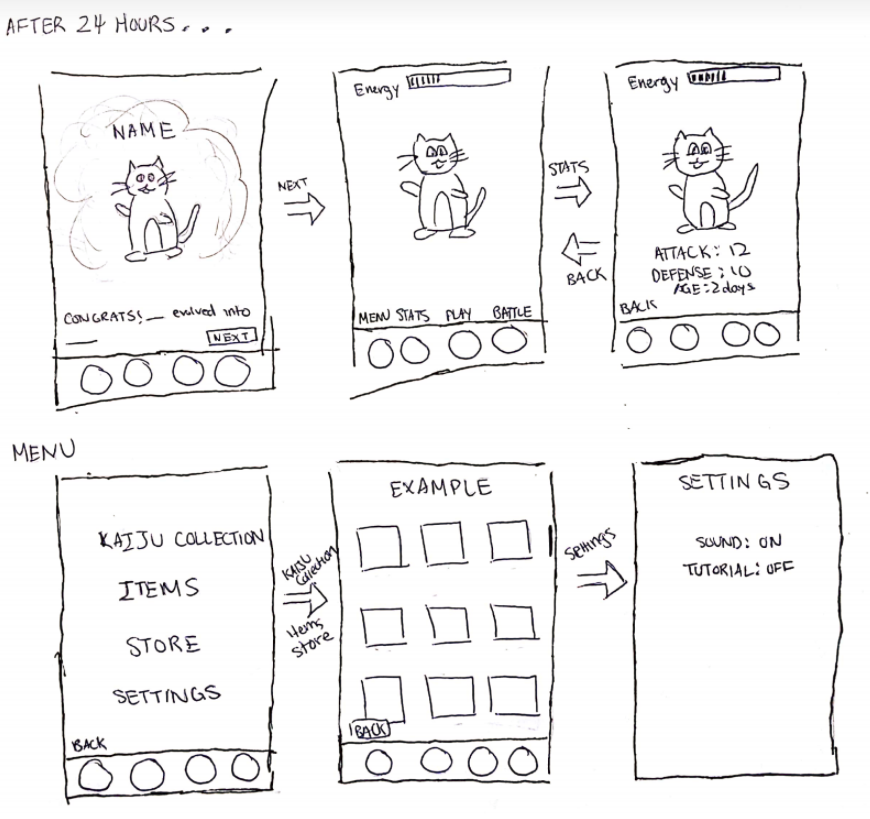 AFTER 24 HOURS...
NAME
CONGRATS! __ evolved into
__
NEXT
NEXT
Energy
MENU STATS PLAY BATTLE
STATS
BACK
Energy
ATTACK: 12
DEFENSE: 10
AGE: 2 days
BACK
MENU
KAIJU COLLECTION
ITEMS
STORE
SETTINGS
BACK
KAIJU
Collection
Items
Store
EXAMPLE
BACK
Settings
SETTINGS
SOUND: ON
TUTORIAL: OFF